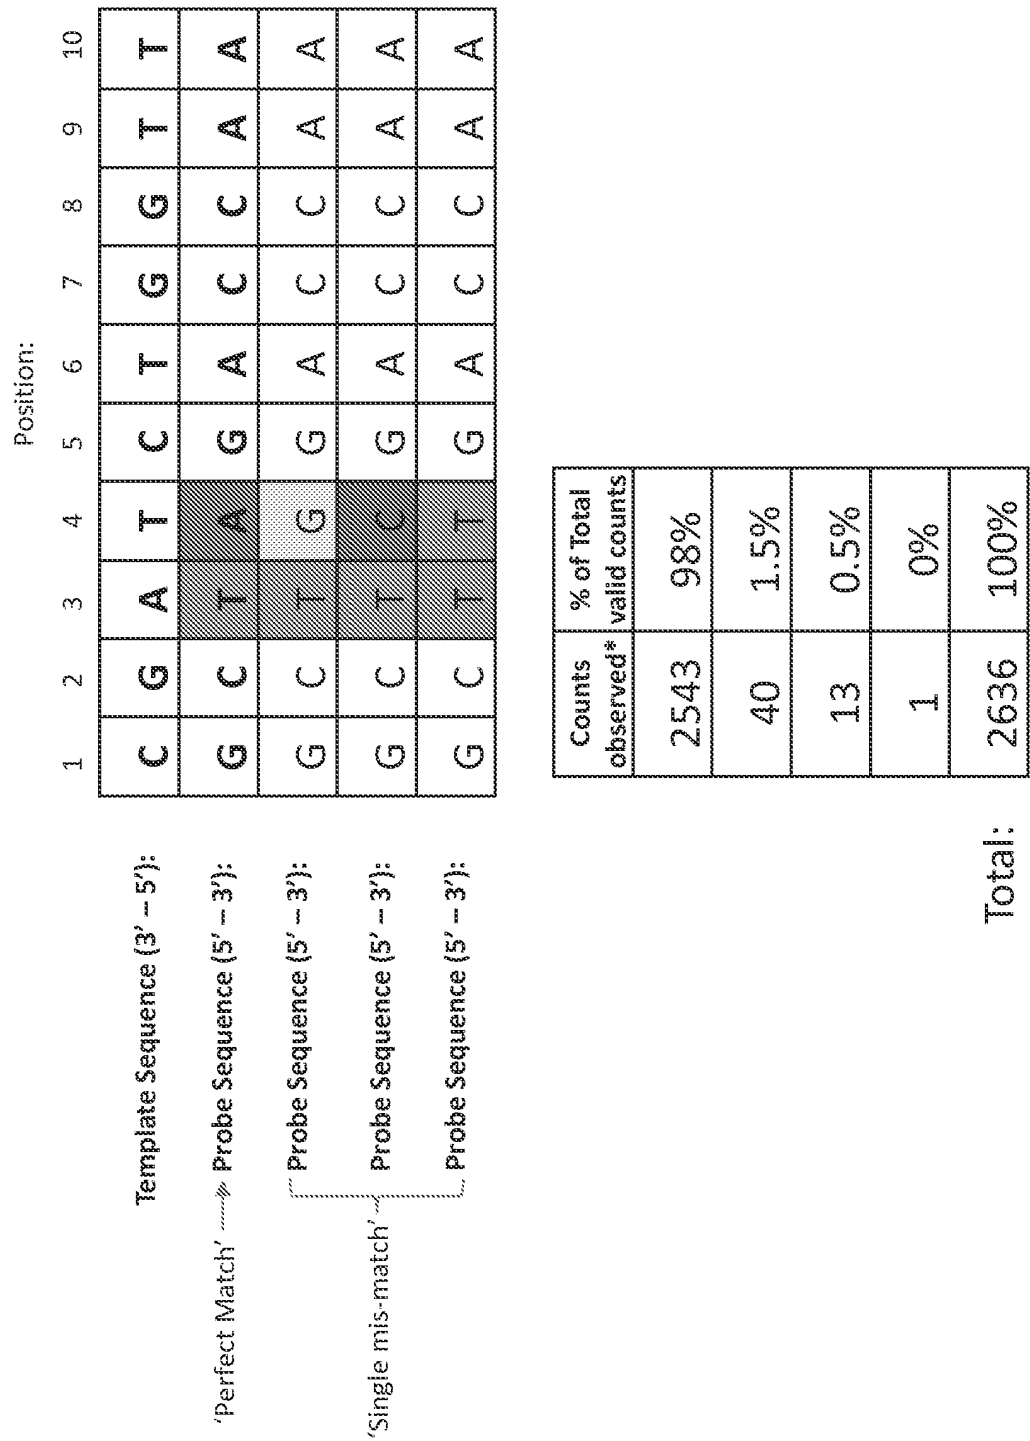 Position:
1 2 3 4 5 6 7 8 9 10
Template Sequence (3' – 5'): C G A T C T G G T T
'Perfect Match' Probe Sequence (5' – 3'): G C T A G A C C A A
Probe Sequence (5' – 3'): G C T G G A C C A A
'Single mis-match' Probe Sequence (5' – 3'): G C T C G A C C A A
Probe Sequence (5' – 3'): G C T T G A C C A A
Counts observed* % of Total valid counts
2543 98%
40 1.5%
13 0.5%
1 0%
Total: 2636 100%